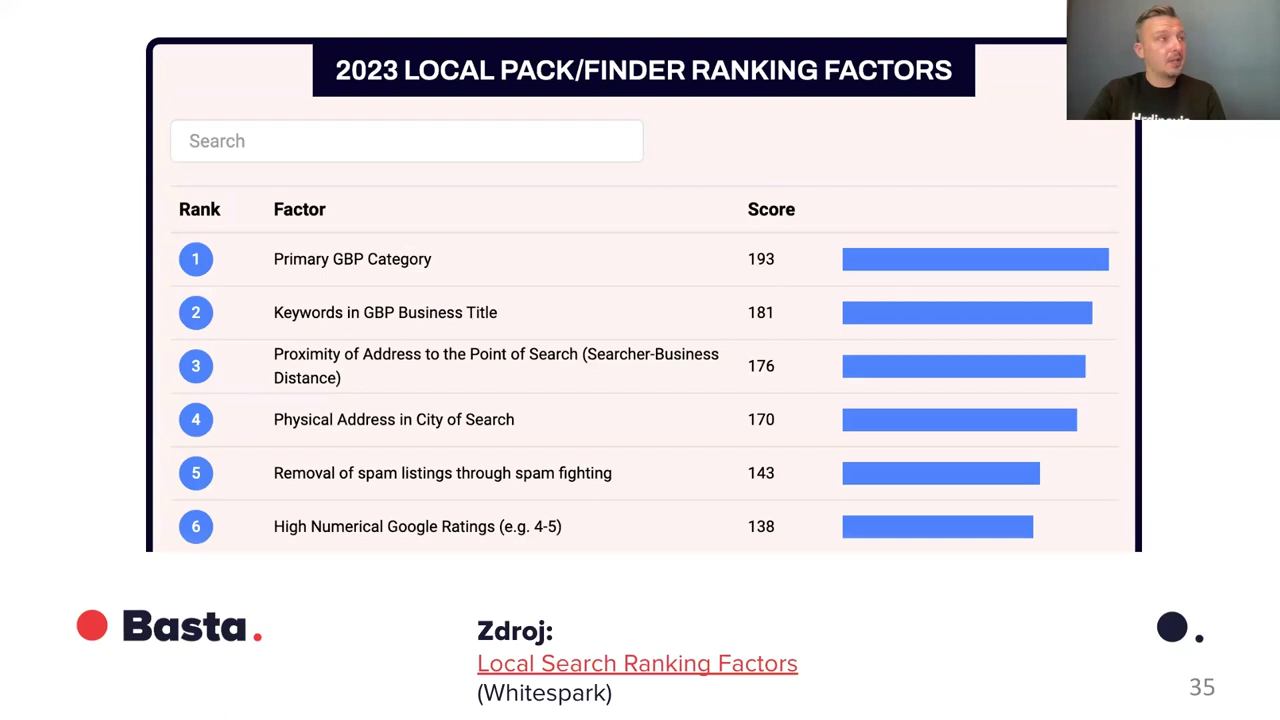 2023 LOCAL PACK/FINDER RANKING FACTORS
Search
Rank Factor Score
1 Primary GBP Category 193
2 Keywords in GBP Business Title 181
3 Proximity of Address to the Point of Search (Searcher-Business
Distance) 176
4 Physical Address in City of Search 170
5 Removal of spam listings through spam fighting 143
6 High Numerical Google Ratings (e.g. 4-5) 138
Basta.
Zdroj:
Local Search Ranking Factors
(Whitespark)
35